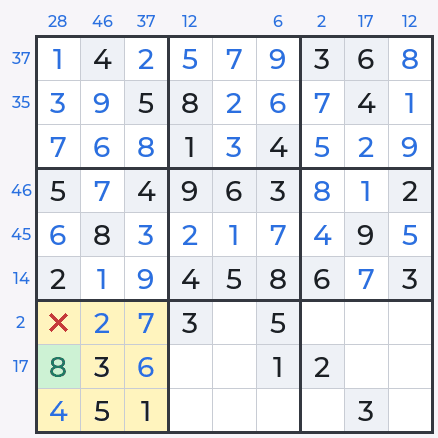 28 46 37 12 6 2 17 12
37 1 4 2 5 7 9 3 6 8
35 3 9 5 8 2 6 7 4 1
7 6 8 1 3 4 5 2 9
46 5 7 4 9 6 3 8 1 2
45 6 8 3 2 1 7 4 9 5
14 2 1 9 4 5 8 6 7 3
2 2 7 3 5
17 8 3 6 1 2
4 5 1 3